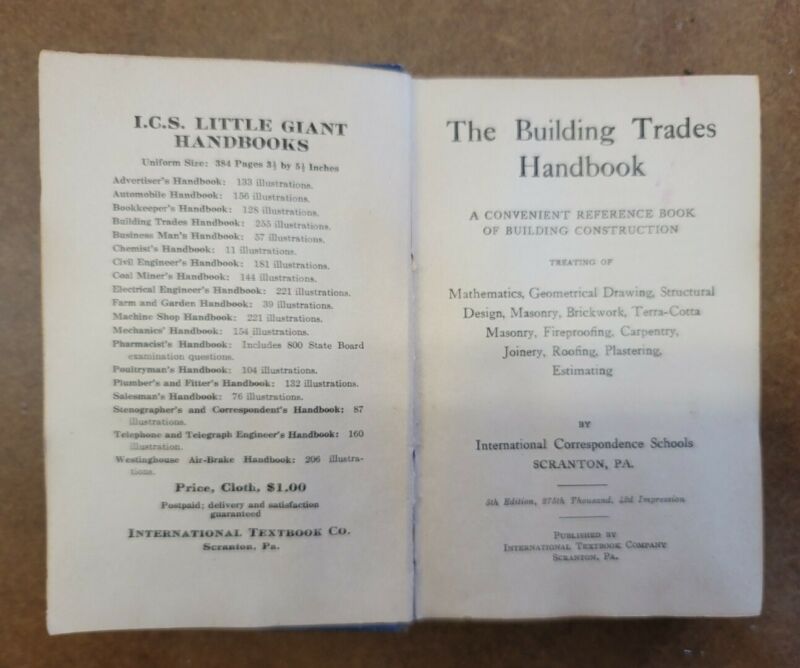 I.C.S. LITTLE GIANT
HANDBOOKS
Uniform Size: 384 Pages 3½ by 5½ Inches
Advertiser's Handbook: 133 illustrations.
Automobile Handbook: 156 illustrations.
Bookkeeper's Handbook: 128 illustrations.
Building Trades Handbook: 255 illustrations.
Business Man's Handbook: 57 illustrations.
Chemist's Handbook: 11 illustrations.
Civil Engineer's Handbook: 181 illustrations.
Coal Miner's Handbook: 144 illustrations.
Electrical Engineer's Handbook: 221 illustrations.
Farm and Garden Handbook: 39 illustrations.
Machine Shop Handbook: 221 illustrations.
Mechanics' Handbook: 154 illustrations.
Pharmacist's Handbook: Includes 800 State Board
examination questions.
Poultryman's Handbook: 104 illustrations.
Plumber's and Fitter's Handbook: 132 illustrations.
Salesman's Handbook: 76 illustrations.
Stenographer's and Correspondent's Handbook: 87
illustrations.
Telephone and Telegraph Engineer's Handbook: 160
illustration.
Westinghouse Air-Brake Handbook: 206 illustra-
tions.
Price, Cloth, $1.00
Postpaid; delivery and satisfaction
guaranteed
INTERNATIONAL TEXTBOOK CO.
Scranton, Pa.
The Building Trades
Handbook
A CONVENIENT REFERENCE BOOK
OF BUILDING CONSTRUCTION
TREATING OF
Mathematics, Geometrical Drawing, Structural
Design, Masonry, Brickwork, Terra-Cotta
Masonry, Fireproofing, Carpentry,
Joinery, Roofing, Plastering,
Estimating
BY
International Correspondence Schools
SCRANTON, PA.
5th Edition, 275th Thousand, Impression
PUBLISHED BY
INTERNATIONAL TEXTBOOK COMPANY
SCRANTON, PA.